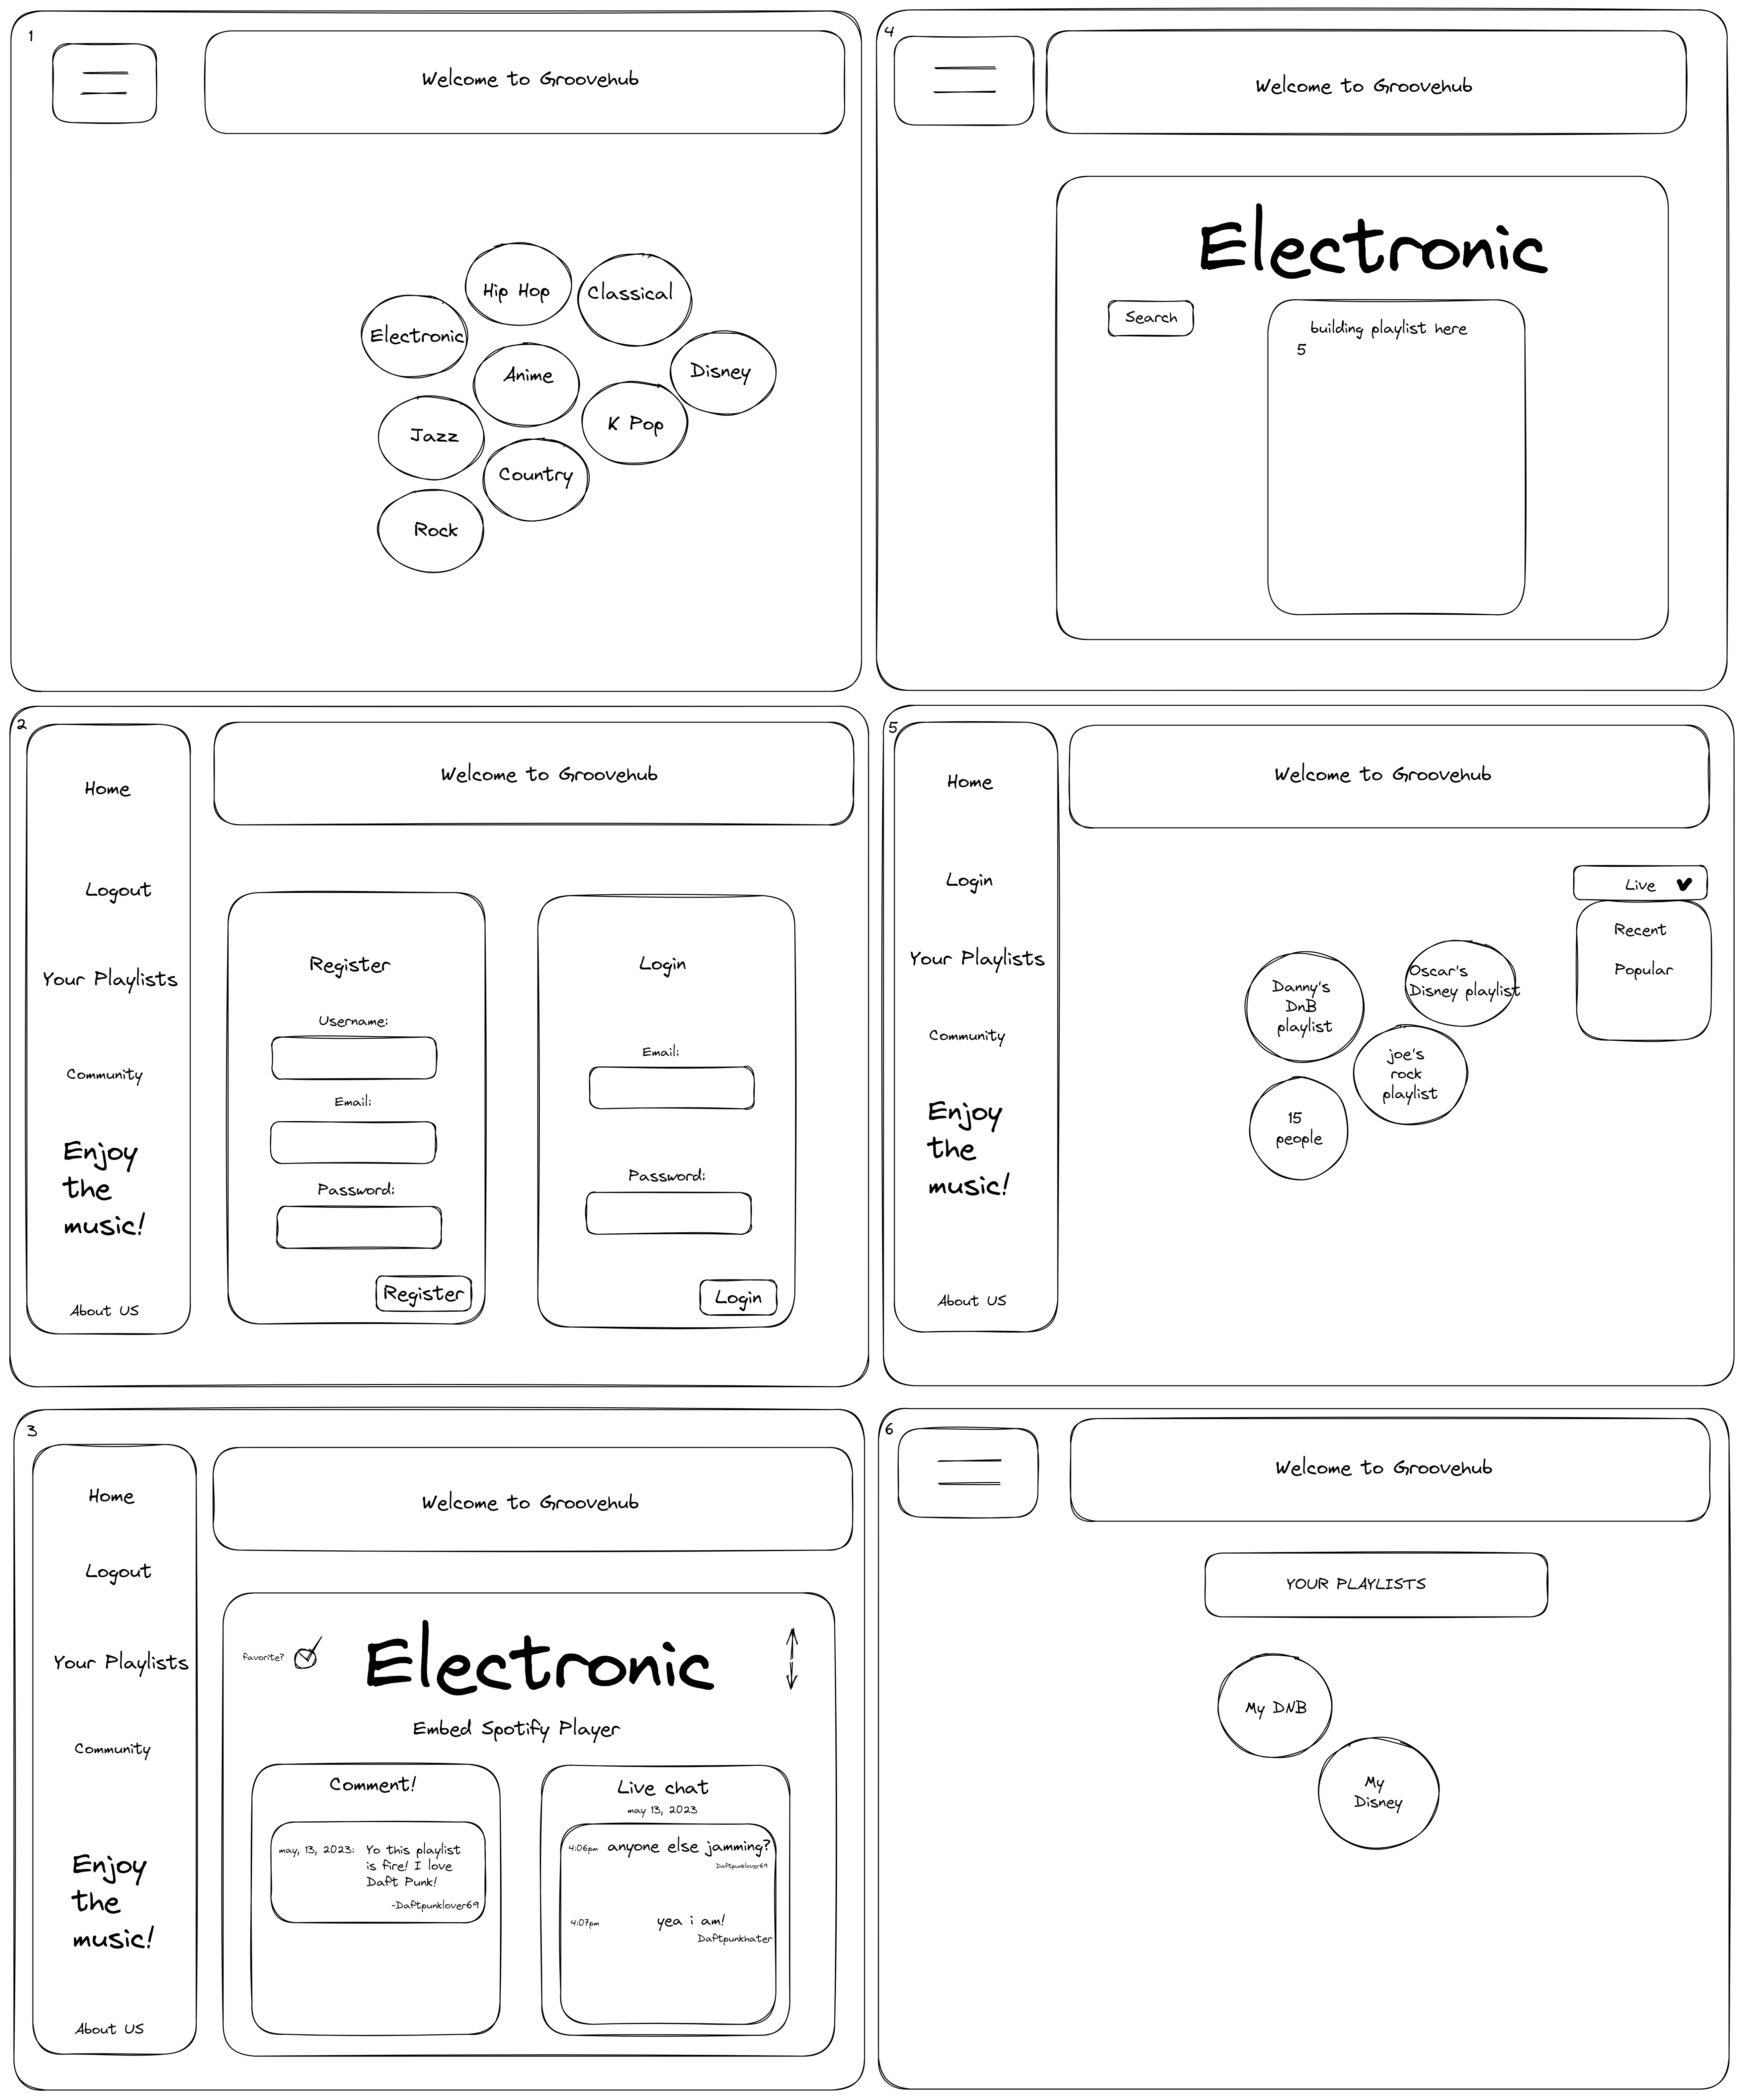 1
Welcome to Groovehub
Hip Hop
Classical
Electronic
Anime
Disney
Jazz
K Pop
Country
Rock
2
Home
Logout
Your Playlists
Community
Enjoy
the
music!
About US
Welcome to Groovehub
Register
Username:
Email:
Password:
Register
Login
Email:
Password:
Login
3
Home
Logout
Your Playlists
Community
Enjoy
the
music!
About US
Welcome to Groovehub
favorite?
Electronic
Embed Spotify Player
Comment!
may, 13, 2023: Yo this playlist
is fire! I love
Daft Punk!
-Daftpunklover69
Live chat
may 13, 2023
4:06pm anyone else jamming?
Daftpunklover69
4:07pm yea i am!
Daftpunkhater
4
Welcome to Groovehub
Electronic
Search
building playlist here
5
5
Home
Login
Your Playlists
Community
Enjoy
the
music!
About US
Welcome to Groovehub
Live
Recent
Popular
Danny's
DnB
playlist
Oscar's
Disney playlist
joe's
rock
playlist
15
people
6
Welcome to Groovehub
YOUR PLAYLISTS
My DNB
My
Disney